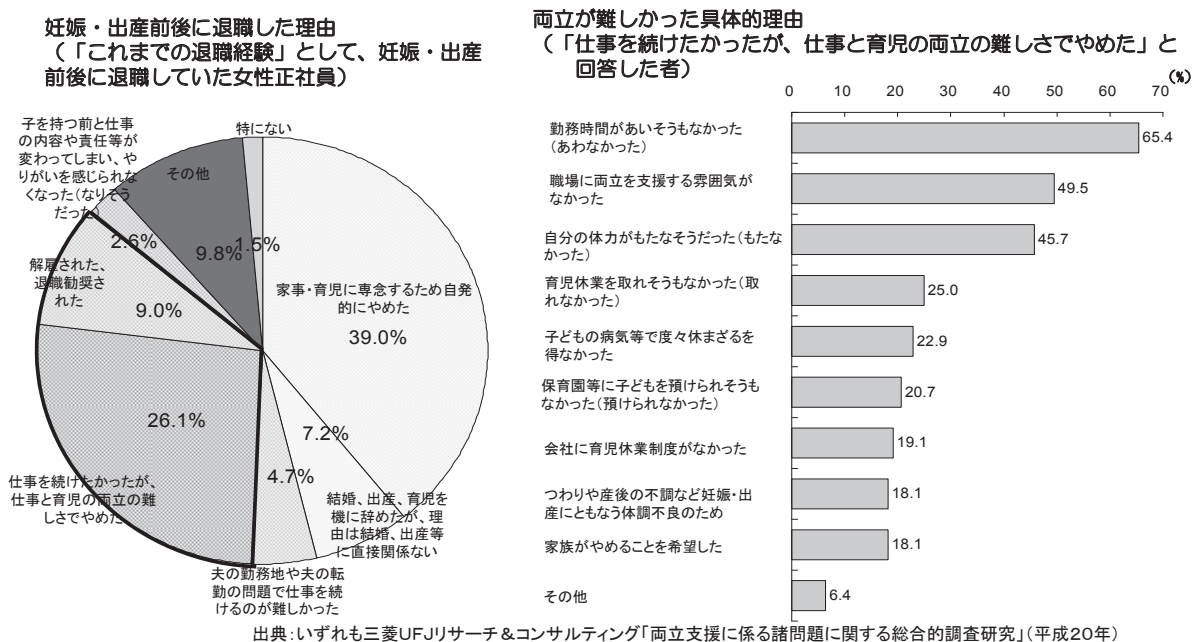 妊娠・出産前後に退職した理由
（「これまでの退職経験」として、妊娠・出産
前後に退職していた女性正社員）
子を持つ前と仕事
の内容や責任等が
変わってしまい、や
りがいを感じられな
くなった(なりそう
だった)
2.6%
その他
9.8%
特にない
1.5%
家事・育児に専念するため自発
的にやめた
39.0%
解雇された、
退職勧奨さ
れた
9.0%
26.1%
仕事を続けたかったが、
仕事と育児の両立の難
しさでやめた
4.7%
夫の勤務地や夫の転
勤の問題で仕事を続
けるのが難しかった
7.2%
結婚、出産、育児を
機に辞めたが、理
由は結婚、出産等
に直接関係ない
両立が難しかった具体的理由
（「仕事を続けたかったが、仕事と育児の両立の難しさでやめた」と
回答した者）
(%)
0 10 20 30 40 50 60 70
勤務時間があいそうもなかった
(あわなかった)
65.4
職場に両立を支援する雰囲気が
なかった
49.5
自分の体力がもたなそうだった(もたな
かった)
45.7
育児休業を取れそうもなかった(取
れなかった)
25.0
子どもの病気等で度々休まざるを
得なかった
22.9
保育園等に子どもを預けられそうも
なかった(預けられなかった)
20.7
会社に育児休業制度がなかった
19.1
つわりや産後の不調など妊娠・出
産にともなう体調不良のため
18.1
家族がやめることを希望した
18.1
その他
6.4
出典：いずれも三菱UFJリサーチ＆コンサルティング「両立支援に係る諸問題に関する総合的調査研究」(平成20年)